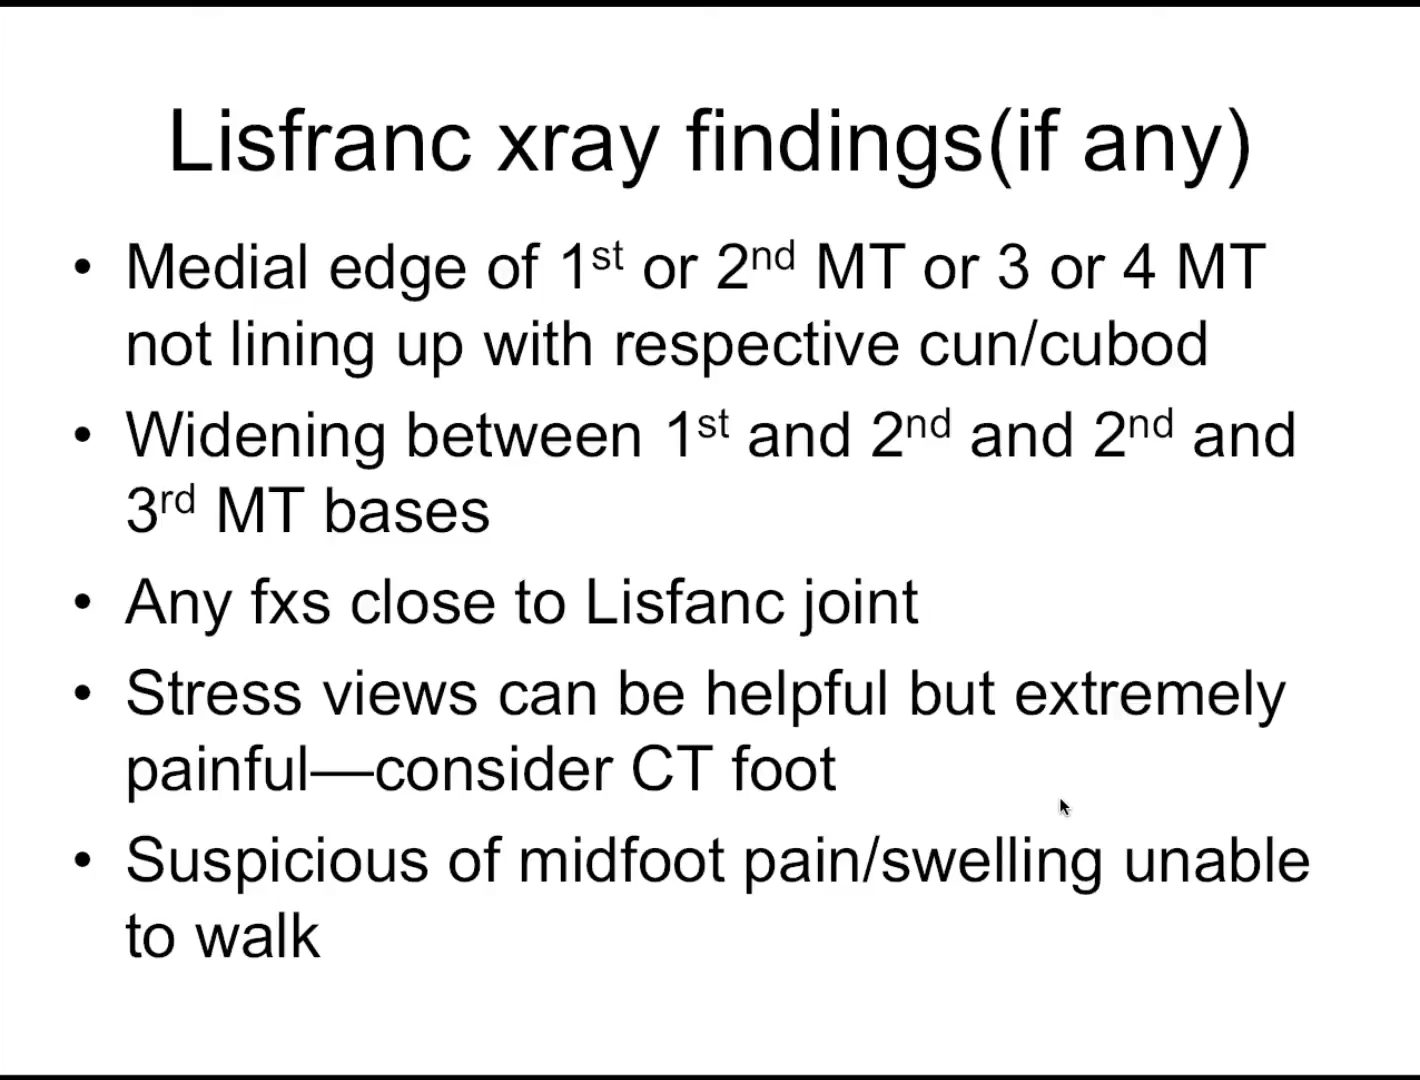 Lisfranc xray findings(if any)
• Medial edge of 1st or 2nd MT or 3 or 4 MT
not lining up with respective cun/cubod
• Widening between 1st and 2nd and 2nd and
3rd MT bases
• Any fxs close to Lisfanc joint
• Stress views can be helpful but extremely
painful—consider CT foot
• Suspicious of midfoot pain/swelling unable
to walk